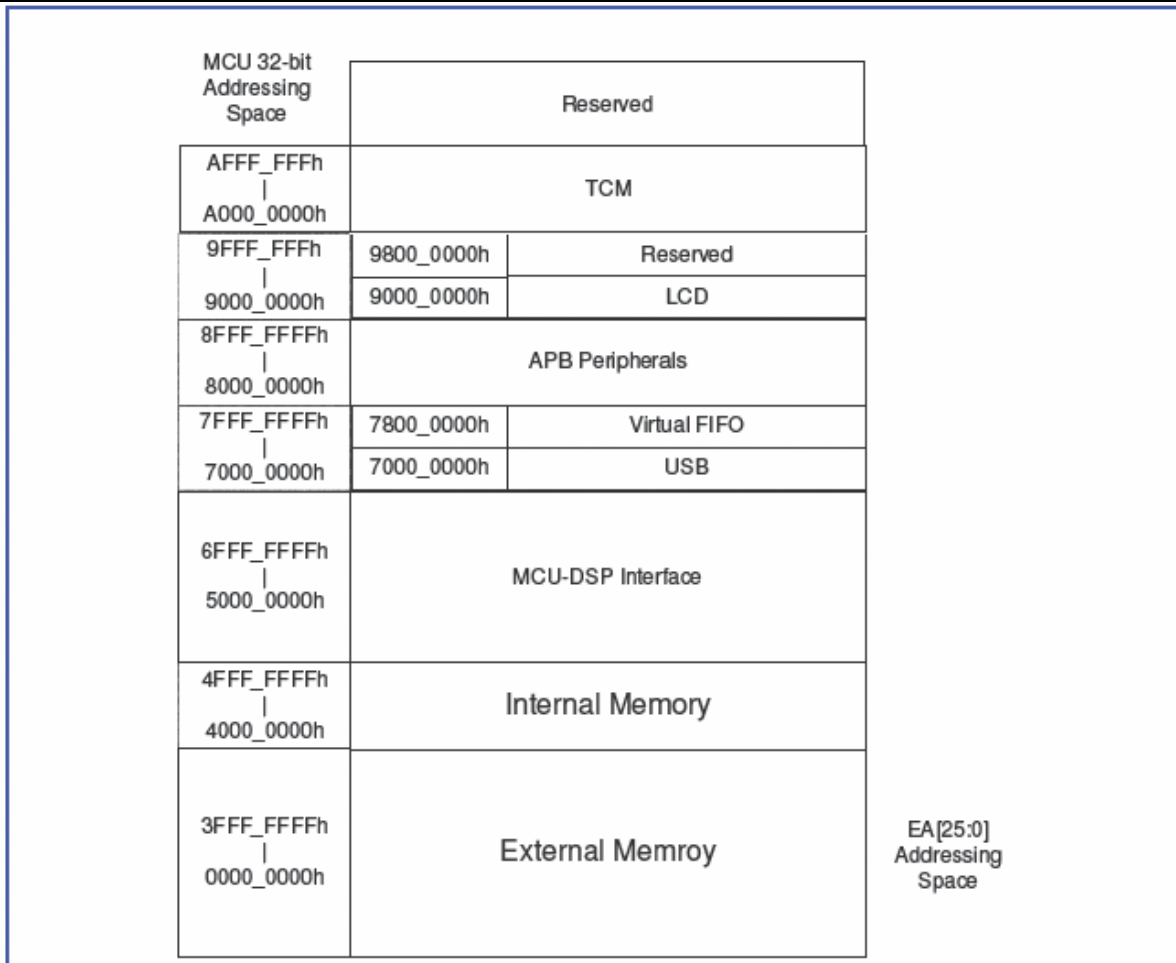 MCU 32-bit
Addressing
Space
Reserved
AFFF_FFFh
|
A000_0000h
TCM
9FFF_FFFh
|
9000_0000h
9800_0000h
Reserved
9000_0000h
LCD
8FFF_FFFFh
|
8000_0000h
APB Peripherals
7FFF_FFFFh
|
7000_0000h
7800_0000h
Virtual FIFO
7000_0000h
USB
6FFF_FFFFh
|
5000_0000h
MCU-DSP Interface
4FFF_FFFFh
|
4000_0000h
Internal Memory
3FFF_FFFFh
|
0000_0000h
External Memroy
EA[25:0]
Addressing
Space